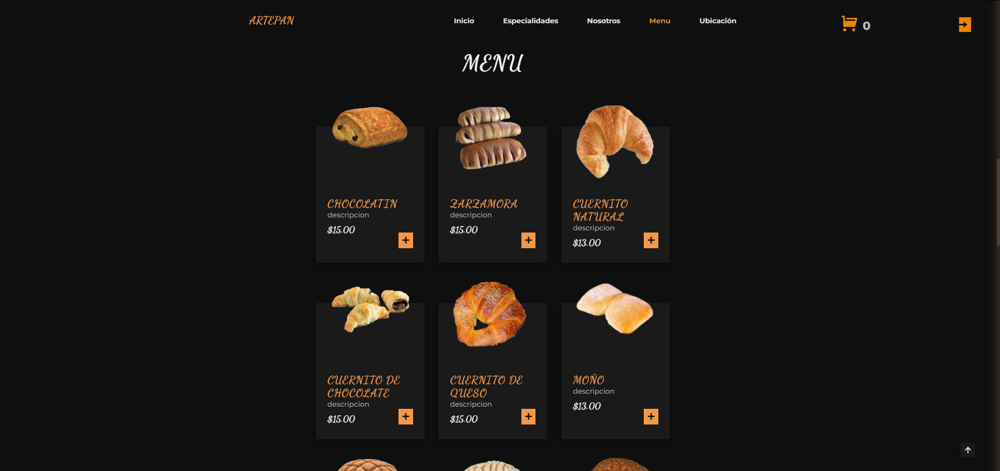 ARTEPAN
Inicio
Especialidades
Nosotros
Menu
Ubicación
0
MENU
CHOCOLATIN
descripcion
$15.00
+
ZARZAMORA
descripcion
$15.00
+
CUERNITO
NATURAL
descripcion
$13.00
+
CUERNITO DE
CHOCOLATE
descripcion
$15.00
+
CUERNITO DE
QUESO
descripcion
$15.00
+
MOÑO
descripcion
$13.00
+